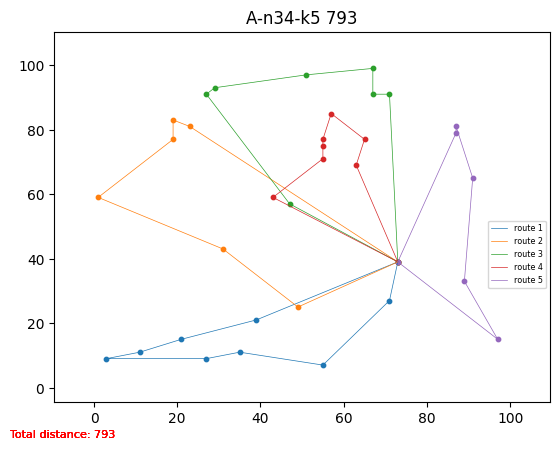 A-n34-k5 793
100
80
60
40
20
0
route 1
route 2
route 3
route 4
route 5
0 20 40 60 80 100
Total distance: 793